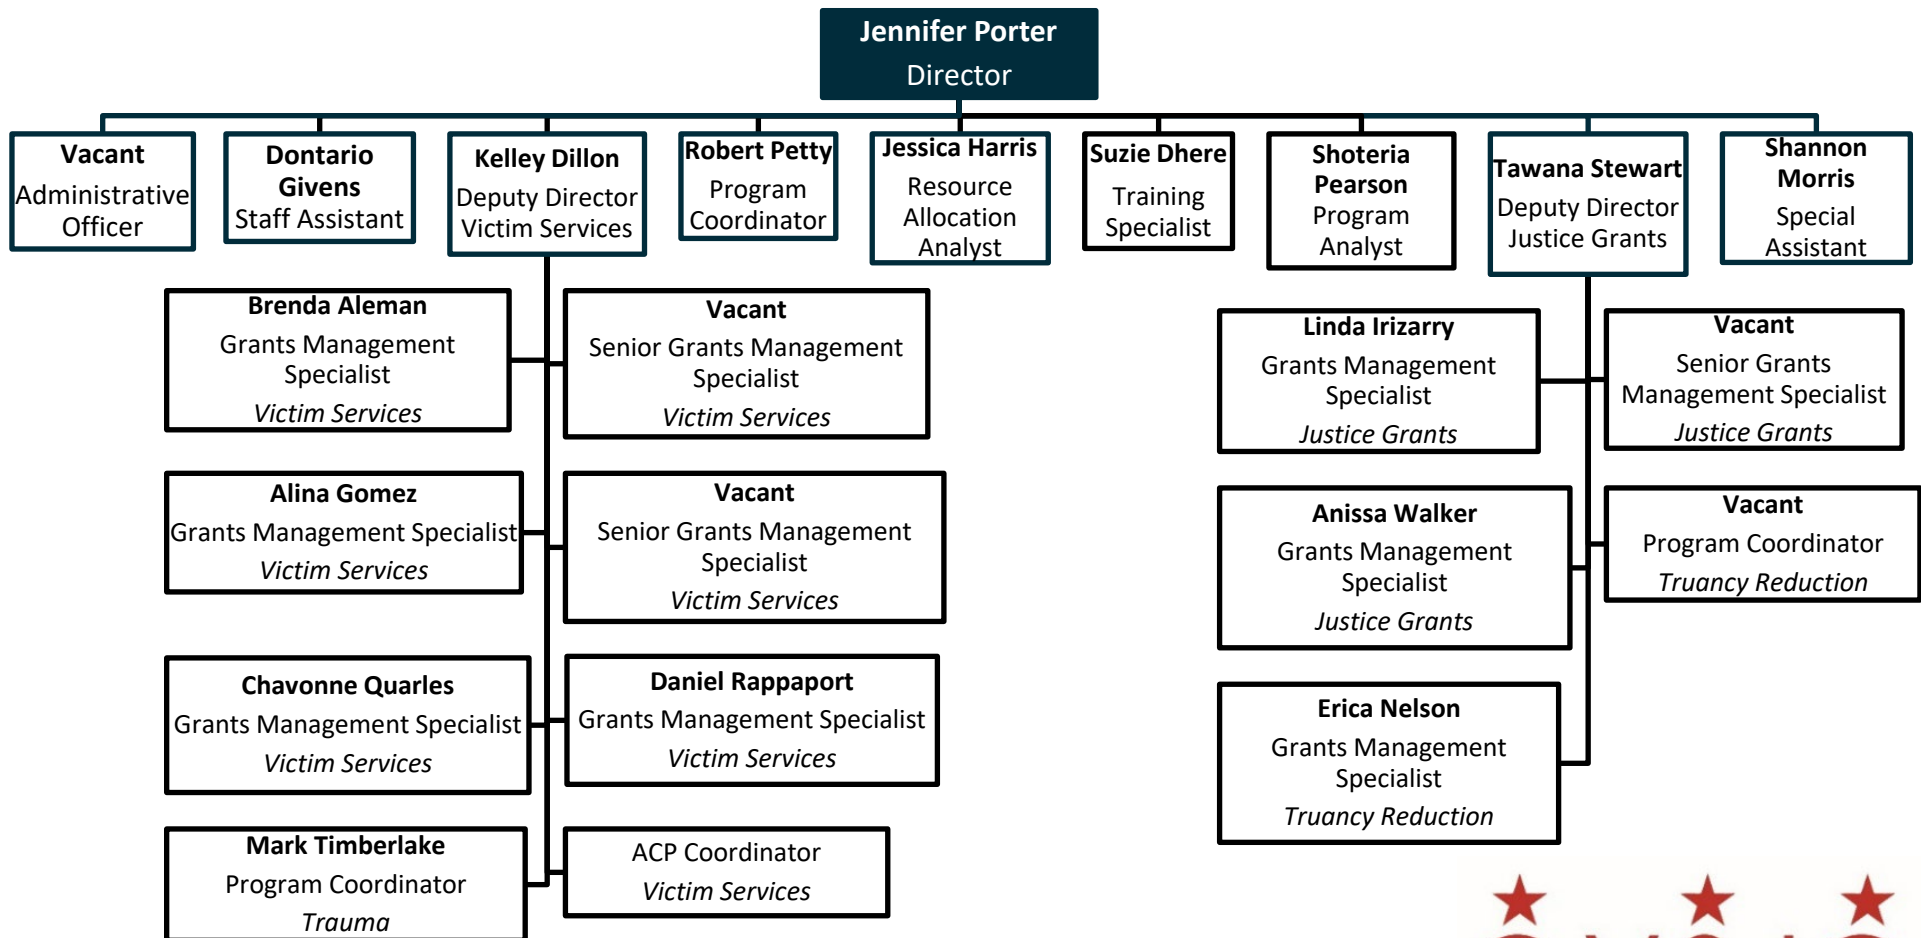 Jennifer Porter
Director
Vacant
Administrative
Officer
Dontario
Givens
Staff Assistant
Kelley Dillon
Deputy Director
Victim Services
Robert Petty
Program
Coordinator
Jessica Harris
Resource
Allocation
Analyst
Suzie Dhere
Training
Specialist
Shoteria
Pearson
Program
Analyst
Tawana Stewart
Deputy Director
Justice Grants
Shannon
Morris
Special
Assistant
Brenda Aleman
Grants Management
Specialist
Victim Services
Vacant
Senior Grants Management
Specialist
Victim Services
Linda Irizarry
Grants Management
Specialist
Justice Grants
Vacant
Senior Grants
Management Specialist
Justice Grants
Alina Gomez
Grants Management Specialist
Victim Services
Vacant
Senior Grants Management
Specialist
Victim Services
Anissa Walker
Grants Management
Specialist
Justice Grants
Vacant
Program Coordinator
Truancy Reduction
Chavonne Quarles
Grants Management Specialist
Victim Services
Daniel Rappaport
Grants Management Specialist
Victim Services
Erica Nelson
Grants Management
Specialist
Truancy Reduction
Mark Timberlake
Program Coordinator
Trauma
ACP Coordinator
Victim Services